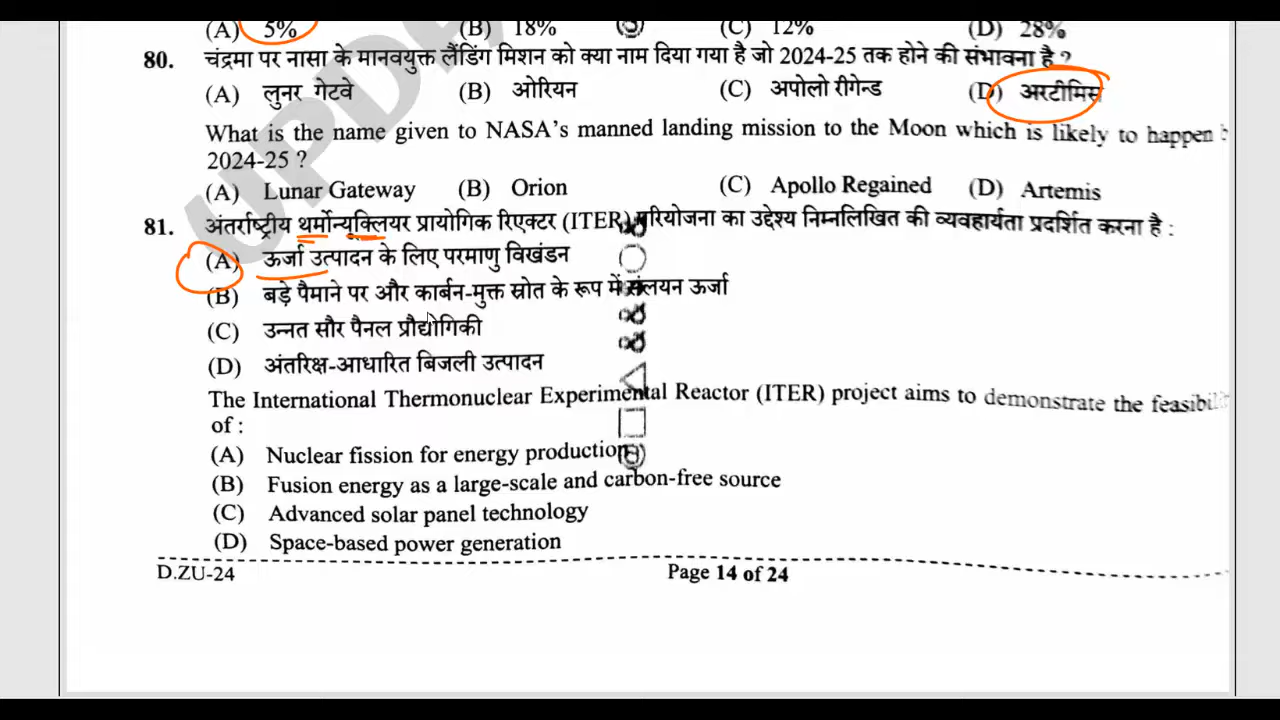 (A) 5% (B) 18% (C) 12% (D) 28%
80. चंद्रमा पर नासा के मानवयुक्त लैंडिंग मिशन को क्या नाम दिया गया है जो 2024-25 तक होने की संभावना है ?
(A) लुनर गेटवे (B) ओरियन (C) अपोलो रीगेन्ड (D) अरटीमिस
What is the name given to NASA's manned landing mission to the Moon which is likely to happen
2024-25 ?
(A) Lunar Gateway (B) Orion (C) Apollo Regained (D) Artemis
81. अंतर्राष्ट्रीय थर्मोन्यूक्लियर प्रायोगिक रिएक्टर (ITER) परियोजना का उद्देश्य निम्नलिखित की व्यवहार्यता प्रदर्शित करना है :
(A) ऊर्जा उत्पादन के लिए परमाणु विखंडन
(B) बड़े पैमाने पर और कार्बन-मुक्त स्रोत के रूप में संलयन ऊर्जा
(C) उन्नत सौर पैनल प्रौद्योगिकी
(D) अंतरिक्ष-आधारित बिजली उत्पादन
The International Thermonuclear Experimental Reactor (ITER) project aims to demonstrate the
of :
(A) Nuclear fission for energy production
(B) Fusion energy as a large-scale and carbon-free source
(C) Advanced solar panel technology
(D) Space-based power generation
D.ZU-24 Page 14 of 24